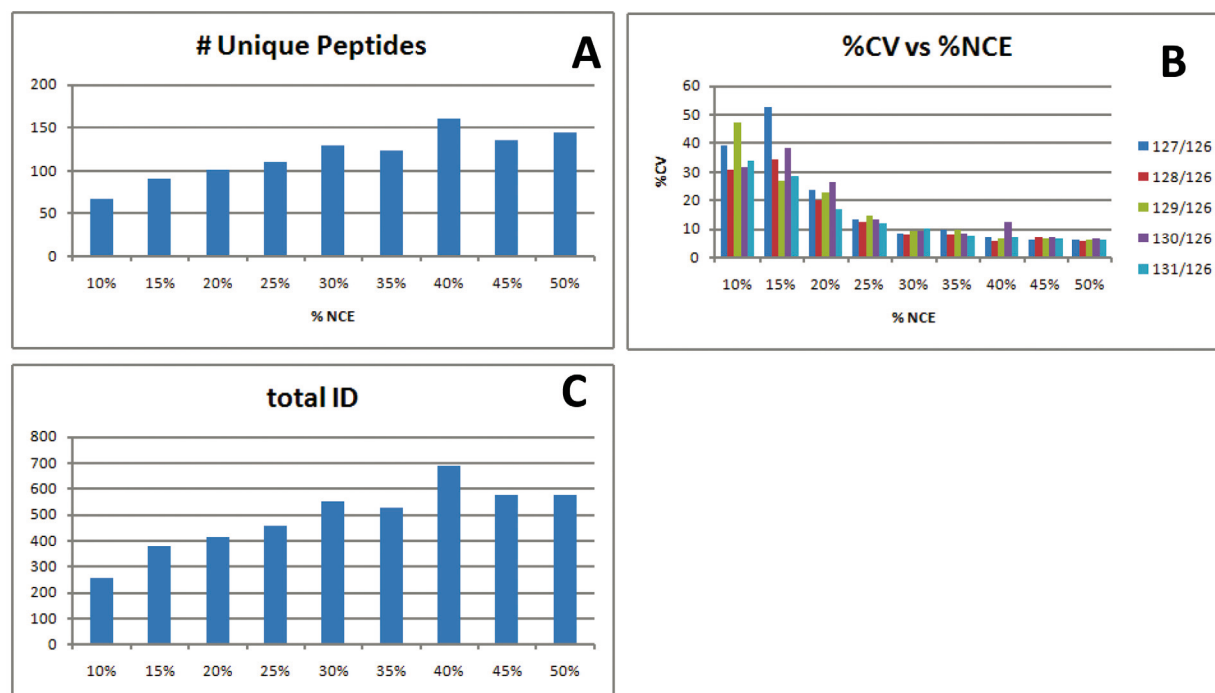 # Unique Peptides
A
200
150
100
50
0
10% 15% 20% 25% 30% 35% 40% 45% 50%
% NCE
%CV vs %NCE
B
60
50
40
30
20
10
0
%CV
10% 15% 20% 25% 30% 35% 40% 45% 50%
% NCE
127/126
128/126
129/126
130/126
131/126
total ID
C
800
700
600
500
400
300
200
100
0
10% 15% 20% 25% 30% 35% 40% 45% 50%